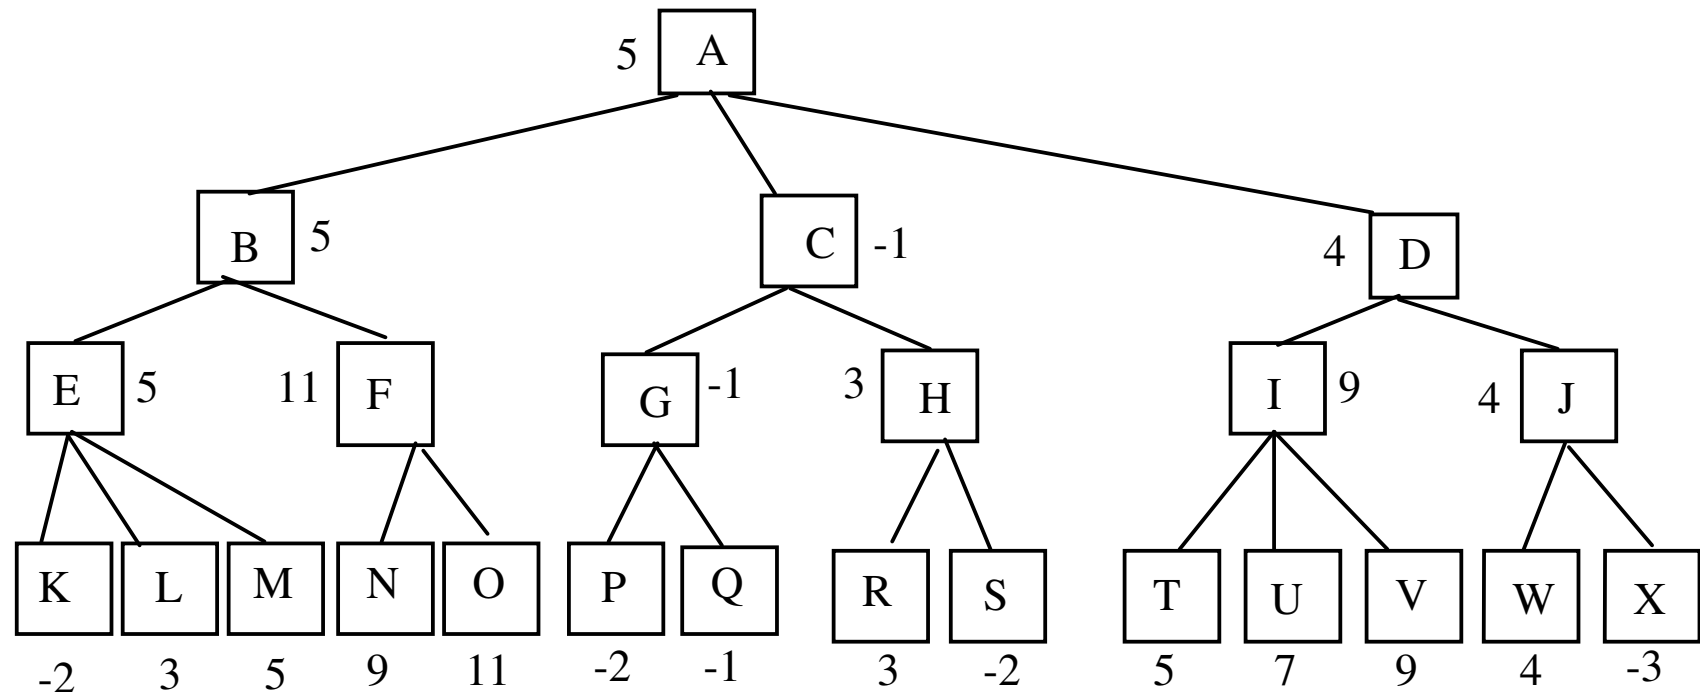 5 A
B 5 C -1 4 D
E 5 11 F G -1 3 H I 9 4 J
K L M N O P Q R S T U V W X
-2 3 5 9 11 -2 -1 3 -2 5 7 9 4 -3